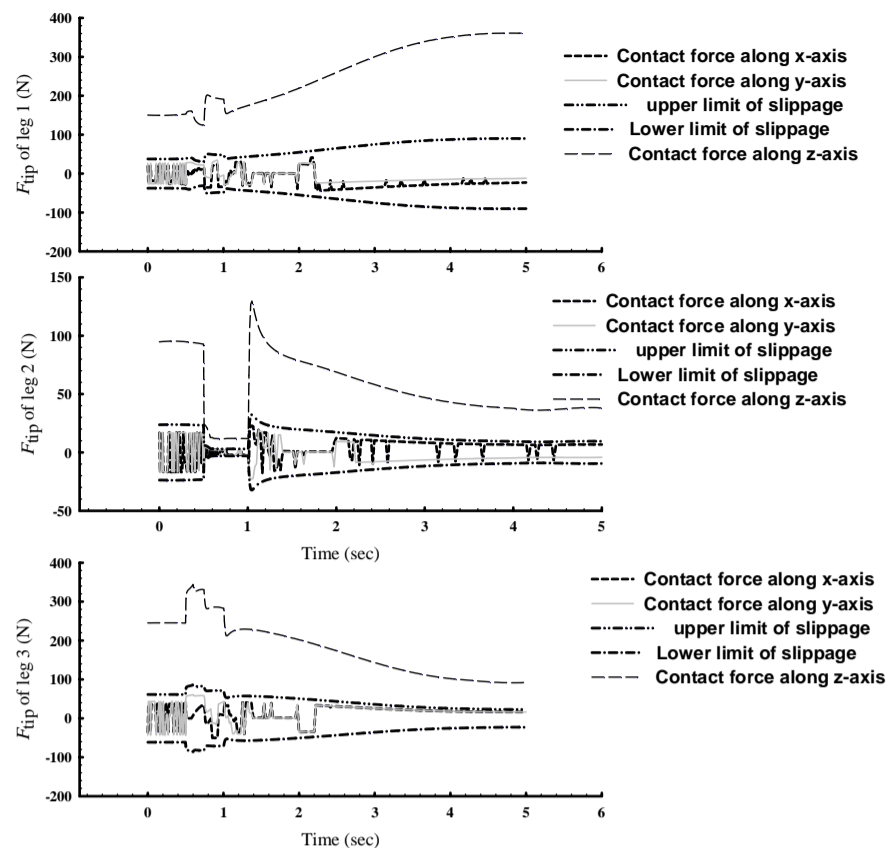 400
300
200
100
0
-100
-200
Ftip of leg 1 (N)
Contact force along x-axis
Contact force along y-axis
upper limit of slippage
Lower limit of slippage
Contact force along z-axis
0 1 2 3 4 5 6
150
100
50
0
-50
Ftip of leg 2 (N)
Contact force along x-axis
Contact force along y-axis
upper limit of slippage
Lower limit of slippage
Contact force along z-axis
0 1 2 3 4 5
Time (sec)
400
300
200
100
0
-100
-200
Ftip of leg 3 (N)
Contact force along x-axis
Contact force along y-axis
upper limit of slippage
Lower limit of slippage
Contact force along z-axis
0 1 2 3 4 5 6
Time (sec)